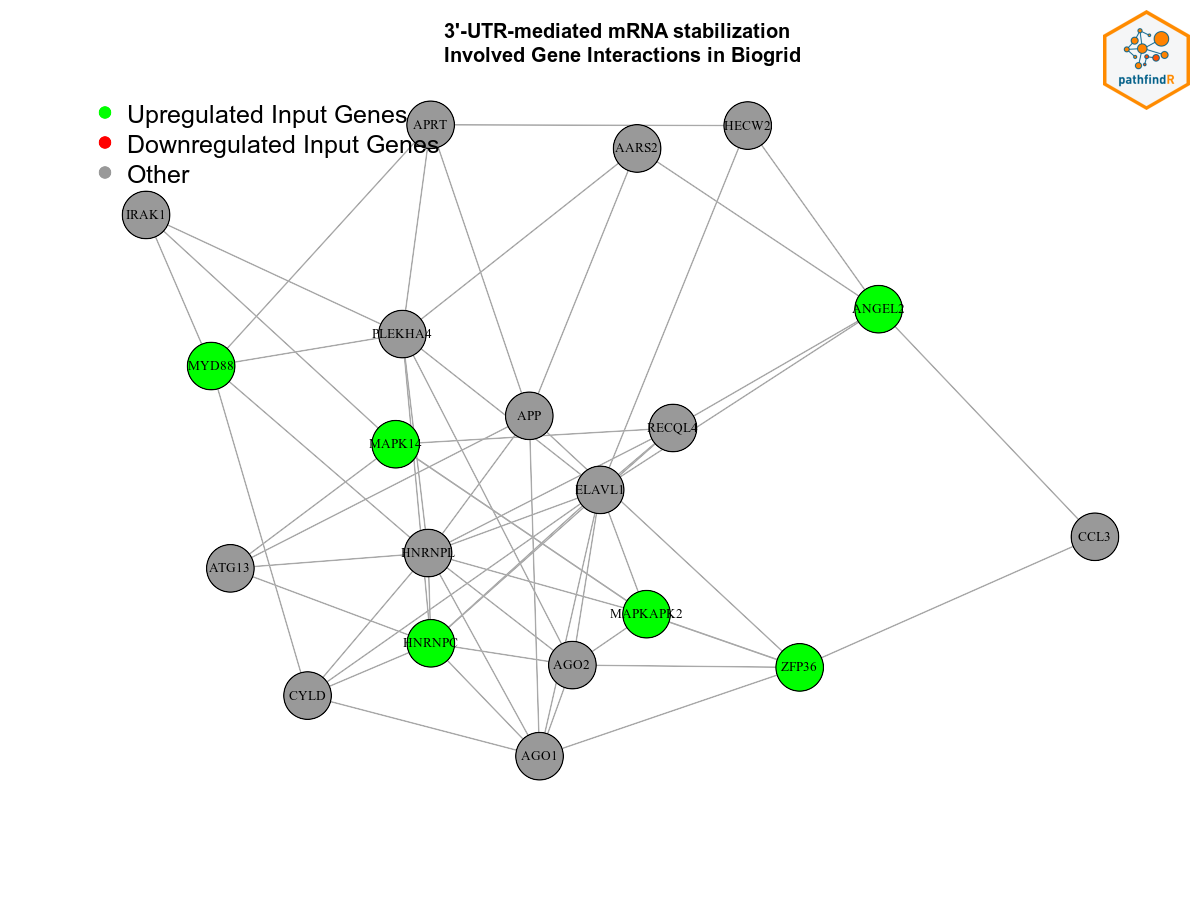 3'-UTR-mediated mRNA stabilization
Involved Gene Interactions in Biogrid
pathfindR
Upregulated Input Genes
Downregulated Input Genes
Other
APRT
HECW2
AARS2
IRAK1
ANGEL2
PLEKHA4
MYD88
APP
RECQL4
MAPK14
ELAVL1
CCL3
HNRNPL
ATG13
MAPKAPK2
HNRNPC
AGO2
ZFP36
CYLD
AGO1